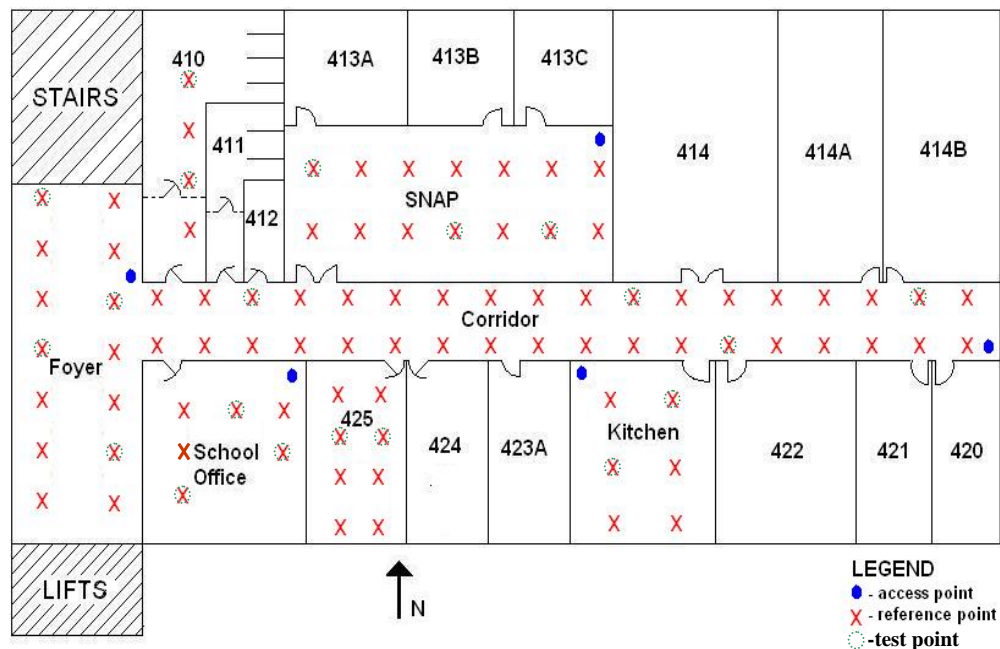 410
413A
413B
413C
STAIRS
411
414
414A
414B
412
SNAP
Corridor
Foyer
425
School
Office
424
423A
Kitchen
422
421
420
LIFTS
N
LEGEND
- access point
- reference point
-test point